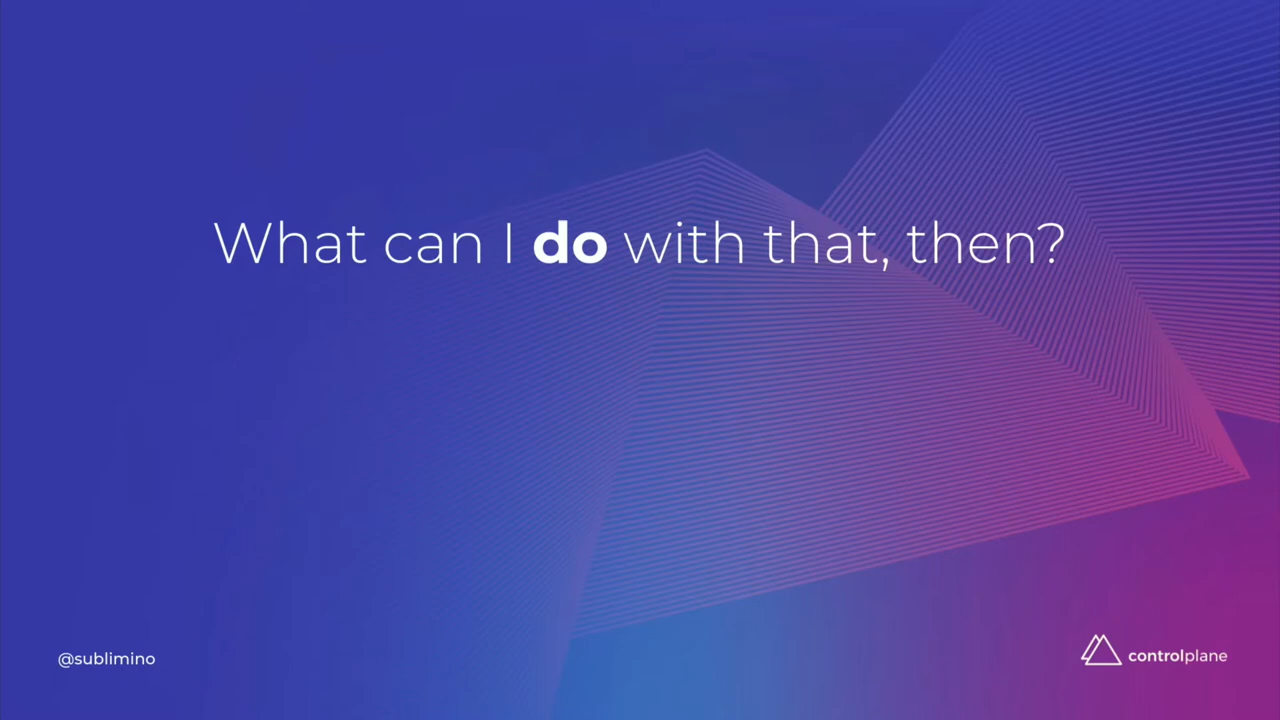 What can I do with that, then?
@sublimino
controlplane